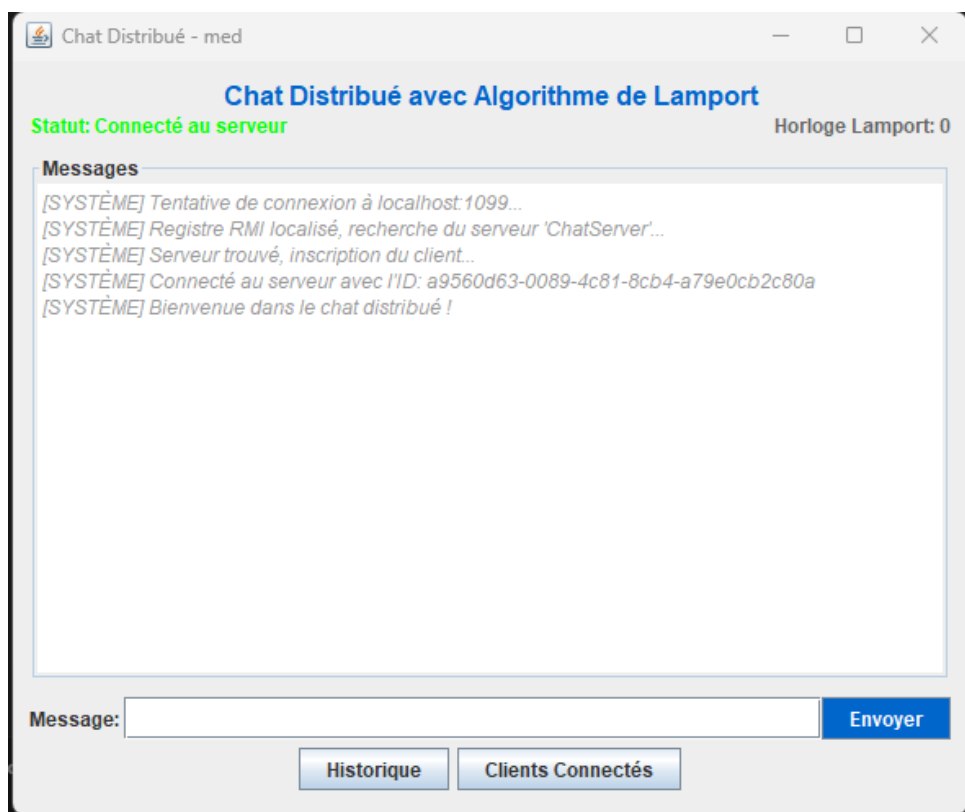 Chat Distribué - med
Chat Distribué avec Algorithme de Lamport
Statut: Connecté au serveur
Horloge Lamport: 0
Messages
[SYSTÈME] Tentative de connexion à localhost:1099...
[SYSTÈME] Registre RMI localisé, recherche du serveur 'ChatServer'...
[SYSTÈME] Serveur trouvé, inscription du client...
[SYSTÈME] Connecté au serveur avec l'ID: a9560d63-0089-4c81-8cb4-a79e0cb2c80a
[SYSTÈME] Bienvenue dans le chat distribué !
Message:
Envoyer
Historique
Clients Connectés